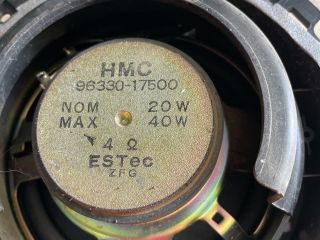 HMC
96330-17500
NOM 20W
MAX 40W
4 Ω
ESTec
ZFG